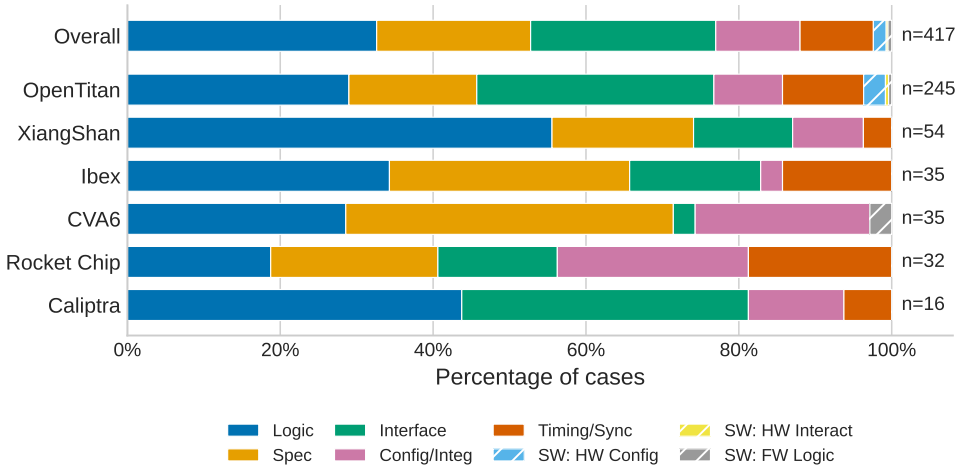 Overall n=417
OpenTitan n=245
XiangShan n=54
Ibex n=35
CVA6 n=35
Rocket Chip n=32
Caliptra n=16
0% 20% 40% 60% 80% 100%
Percentage of cases
Logic Interface Timing/Sync SW: HW Interact
Spec Config/Integ SW: HW Config SW: FW Logic